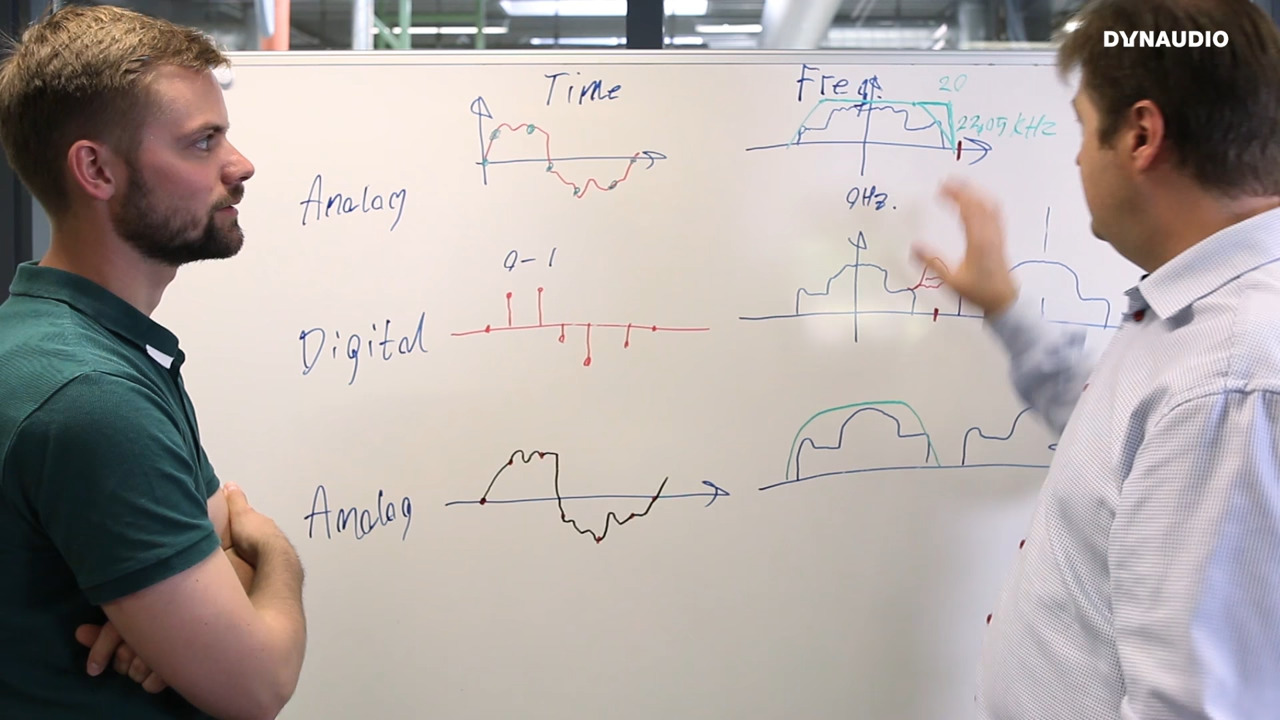 DYNAUDIO
Time
Freq.
20
22,05 KHz
Analog
0Hz.
0-1
Digital
Analog